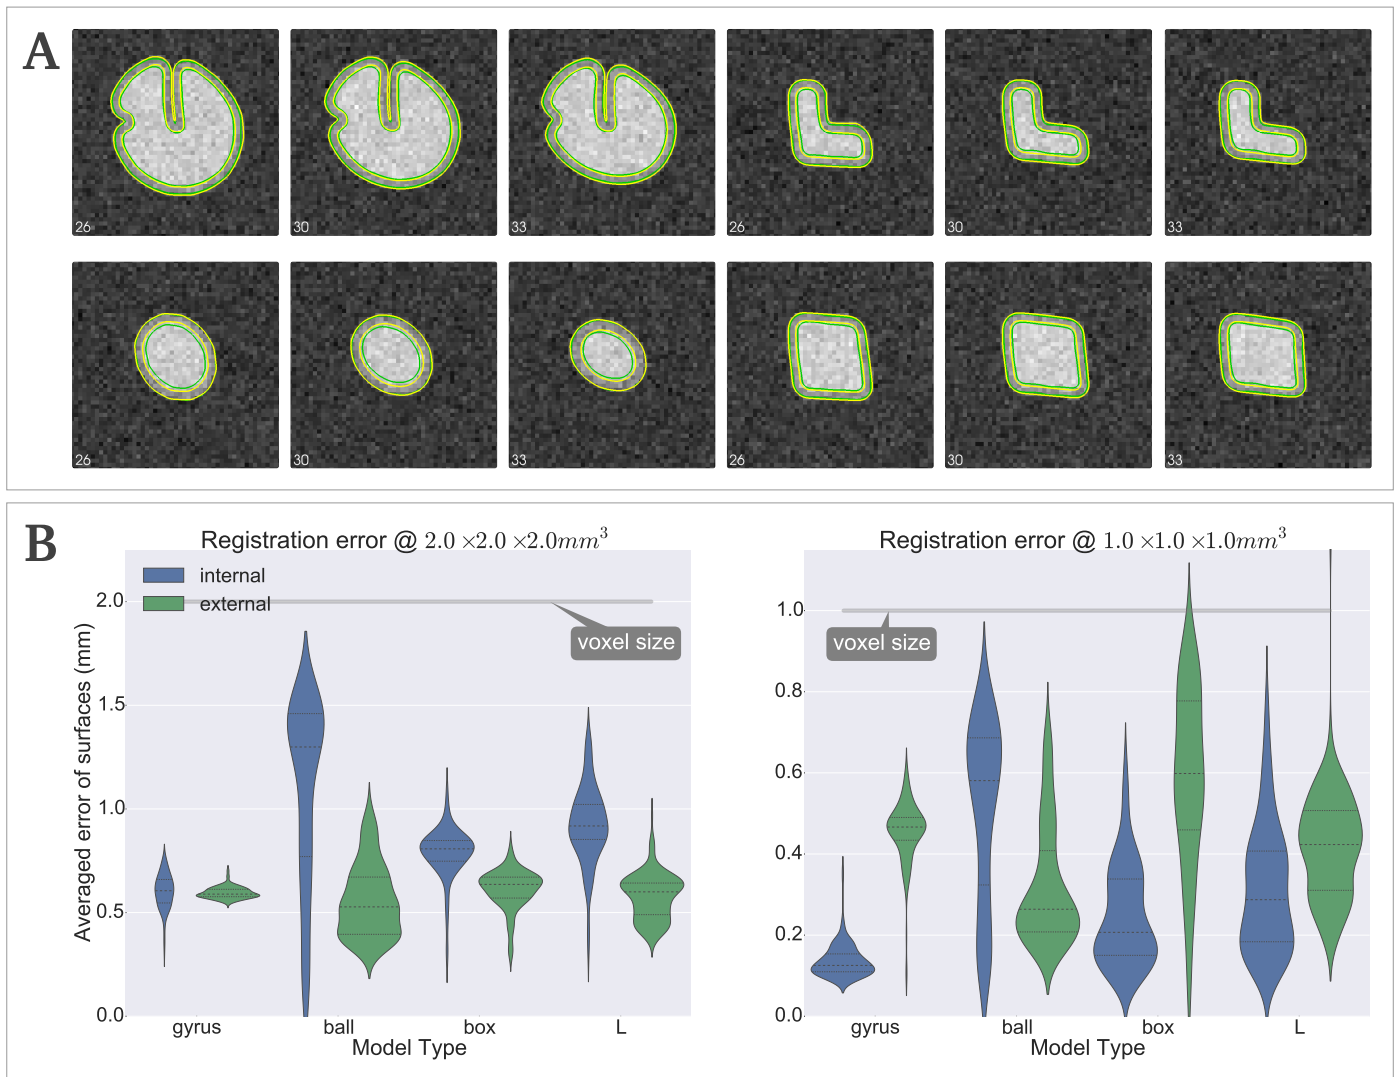 A
26
30
33
26
30
33
26
30
33
26
30
33
B
Registration error @ 2.0 ×2.0 ×2.0mm³
internal
external
voxel size
Averaged error of surfaces (mm)
2.0
1.5
1.0
0.5
0.0
gyrus ball box L
Model Type
Registration error @ 1.0 ×1.0 ×1.0mm³
voxel size
1.0
0.8
0.6
0.4
0.2
0.0
gyrus ball box L
Model Type